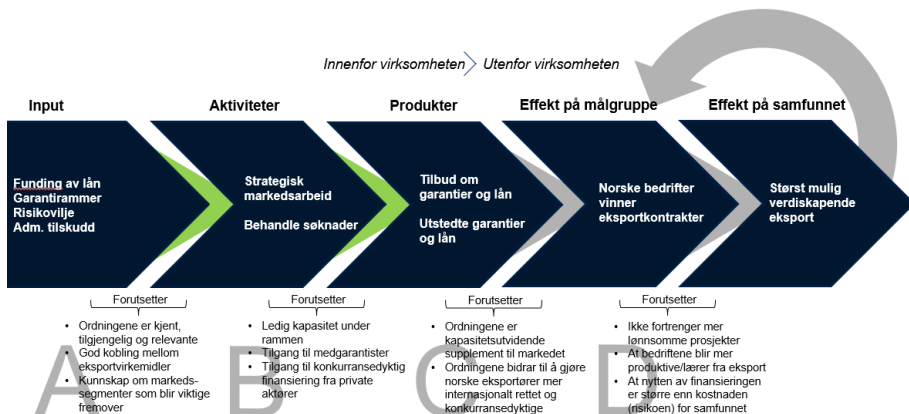 Innenfor virksomheten Utenfor virksomheten
Input
Aktiviteter
Produkter
Effekt på målgruppe
Effekt på samfunnet
Funding av lån
Garantirammer
Risikovilje
Adm. tilskudd
Strategisk
markedsarbeid
Behandle søknader
Tilbud om
garantier og lån
Utstedte garantier
og lån
Norske bedrifter
vinner
eksportkontrakter
Størst mulig
verdiskapende
eksport
A
Forutsetter
• Ordningene er kjent,
tilgjengelig og relevante
• God kobling mellom
eksportvirkemidler
• Kunnskap om markeds-
segmenter som blir viktige
fremover
B
Forutsetter
• Ledig kapasitet under
rammen
• Tilgang til medgarantister
• Tilgang til konkurransedyktig
finansiering fra private
aktører
C
Forutsetter
• Ordningene er
kapasitetsutvidende
supplement til markedet
• Ordningene bidrar til å gjøre
norske eksportører mer
internasjonalt rettet og
konkurransedyktige
D
Forutsetter
• Ikke fortrenger mer
lønnsomme prosjekter
• At bedriftene blir mer
produktive/lærer fra eksport
• At nytten av finansieringen
er større enn kostnaden
(risikoen) for samfunnet